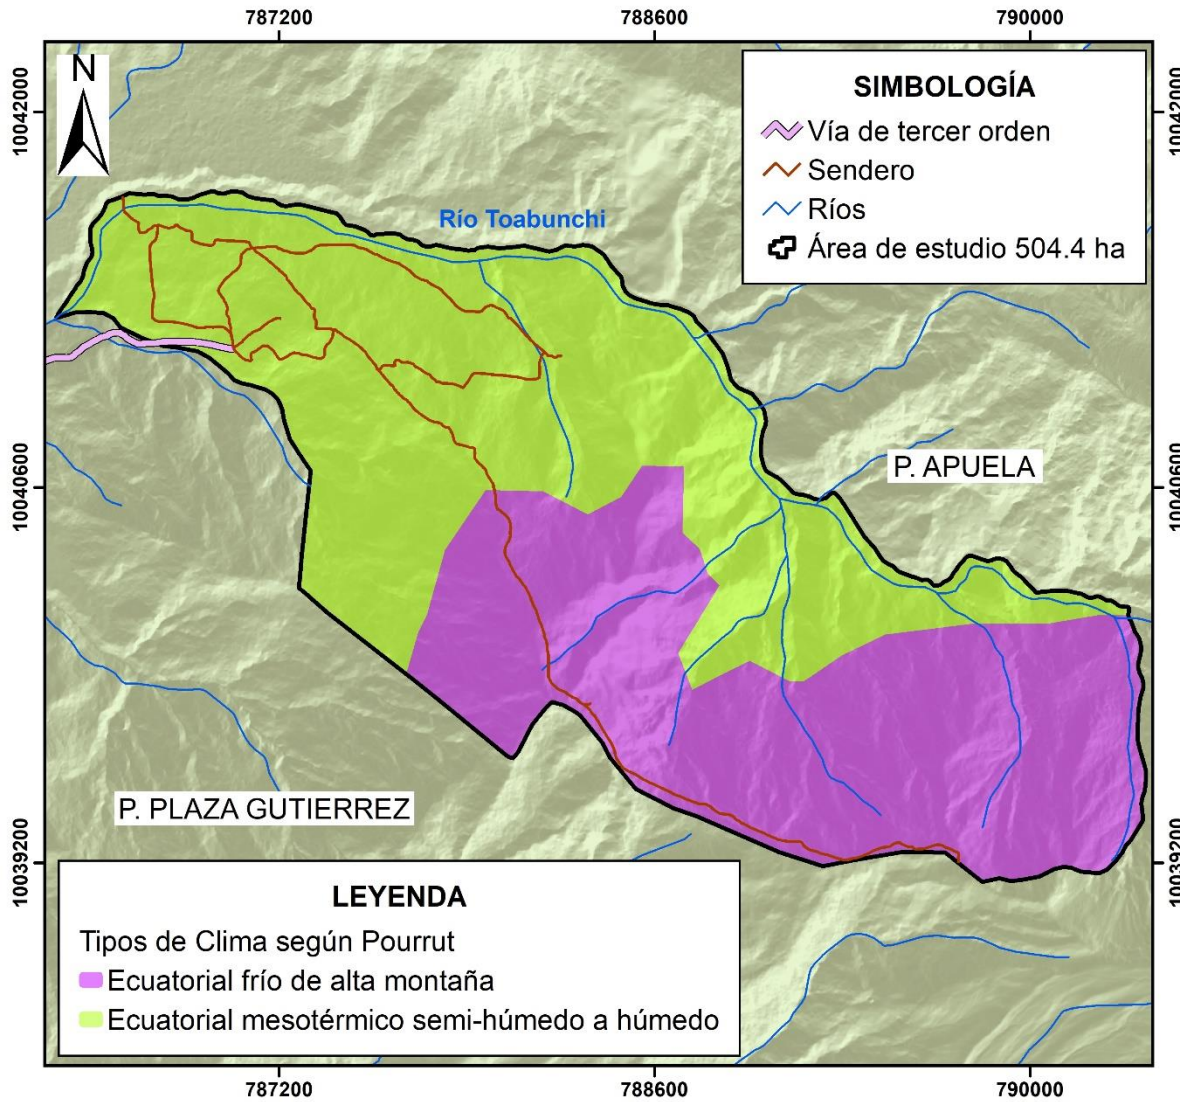 787200
788600
790000
N
10042000
10042000
SIMBOLOGÍA
Vía de tercer orden
Sendero
Ríos
Área de estudio 504.4 ha
Río Toabunchi
P. APUELA
10040600
10040600
P. PLAZA GUTIERREZ
10039200
10039200
LEYENDA
Tipos de Clima según Pourrut
Ecuatorial frío de alta montaña
Ecuatorial mesotérmico semi-húmedo a húmedo
787200
788600
790000